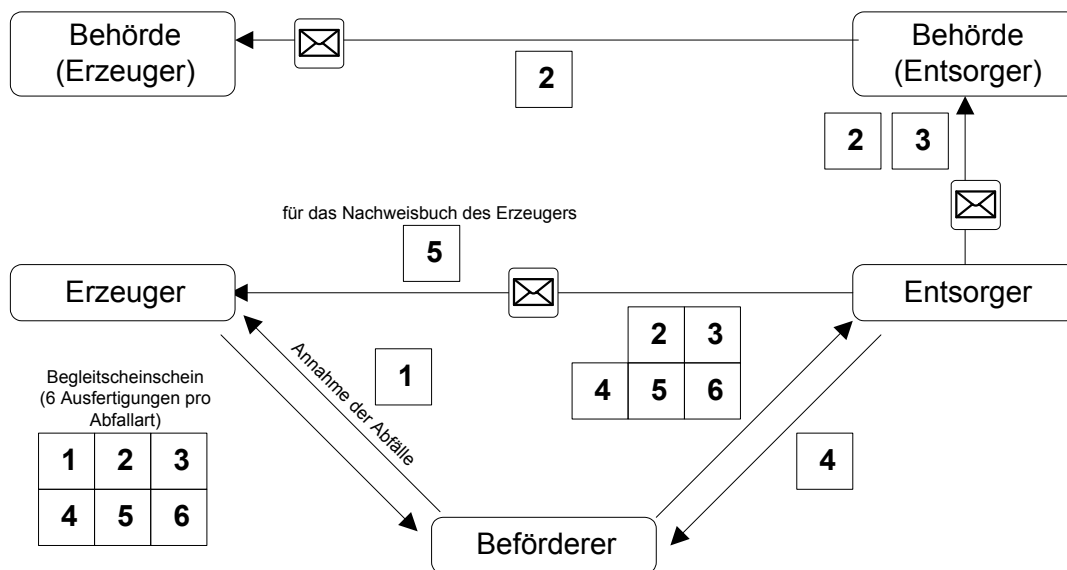 Behörde
(Erzeuger)
Behörde
(Entsorger)
2
2 3
für das Nachweisbuch des Erzeugers
5
Erzeuger
Entsorger
2 3
4 5 6
1
Annahme der Abfälle
Begleitscheinschein
(6 Ausfertigungen pro
Abfallart)
1 2 3
4 5 6
4
Beförderer